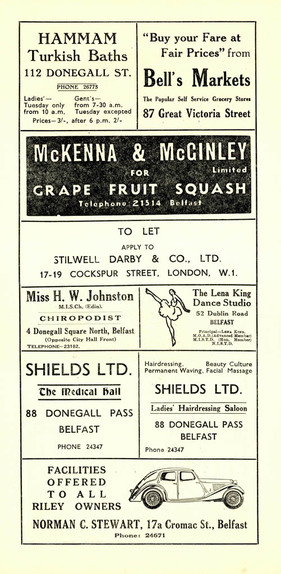 HAMMAM
Turkish Baths
112 DONEGALL ST.
PHONE 26773
Ladies'—
Tuesday only
from 10 a.m.
Gent's—
from 7-30 a.m.
Tuesday excepted
Prices—3/-, after 6 p.m. 2/-
"Buy your Fare at
Fair Prices" from
Bell's Markets
The Popular Self Service Grocery Stores
87 Great Victoria Street
McKENNA & McGINLEY
Limited
FOR
GRAPE FRUIT SQUASH
Telephone 21514 Belfast
TO LET
APPLY TO
STILWELL DARBY & CO., LTD.
17-19 COCKSPUR STREET, LONDON, W.1.
Miss H. W. Johnston
M.I.S.Ch. (Edin).
CHIROPODIST
4 Donegall Square North, Belfast
(Opposite City Hall Front)
TELEPHONE—23182.
The Lena King
Dance Studio
52 Dublin Road
BELFAST
Principal—Lena King,
SHIELDS LTD.
The Medical Hall
88 DONEGALL PASS
BELFAST
PHONE 24347
Hairdressing, Beauty Culture
Permanent Waving, Facial Massage
SHIELDS LTD.
Ladies' Hairdressing Saloon
88 DONEGALL PASS
BELFAST
Phone 24347
FACILITIES
OFFERED
TO ALL
RILEY OWNERS
NORMAN C. STEWART, 17a Cromac St., Belfast
Phone: 24671